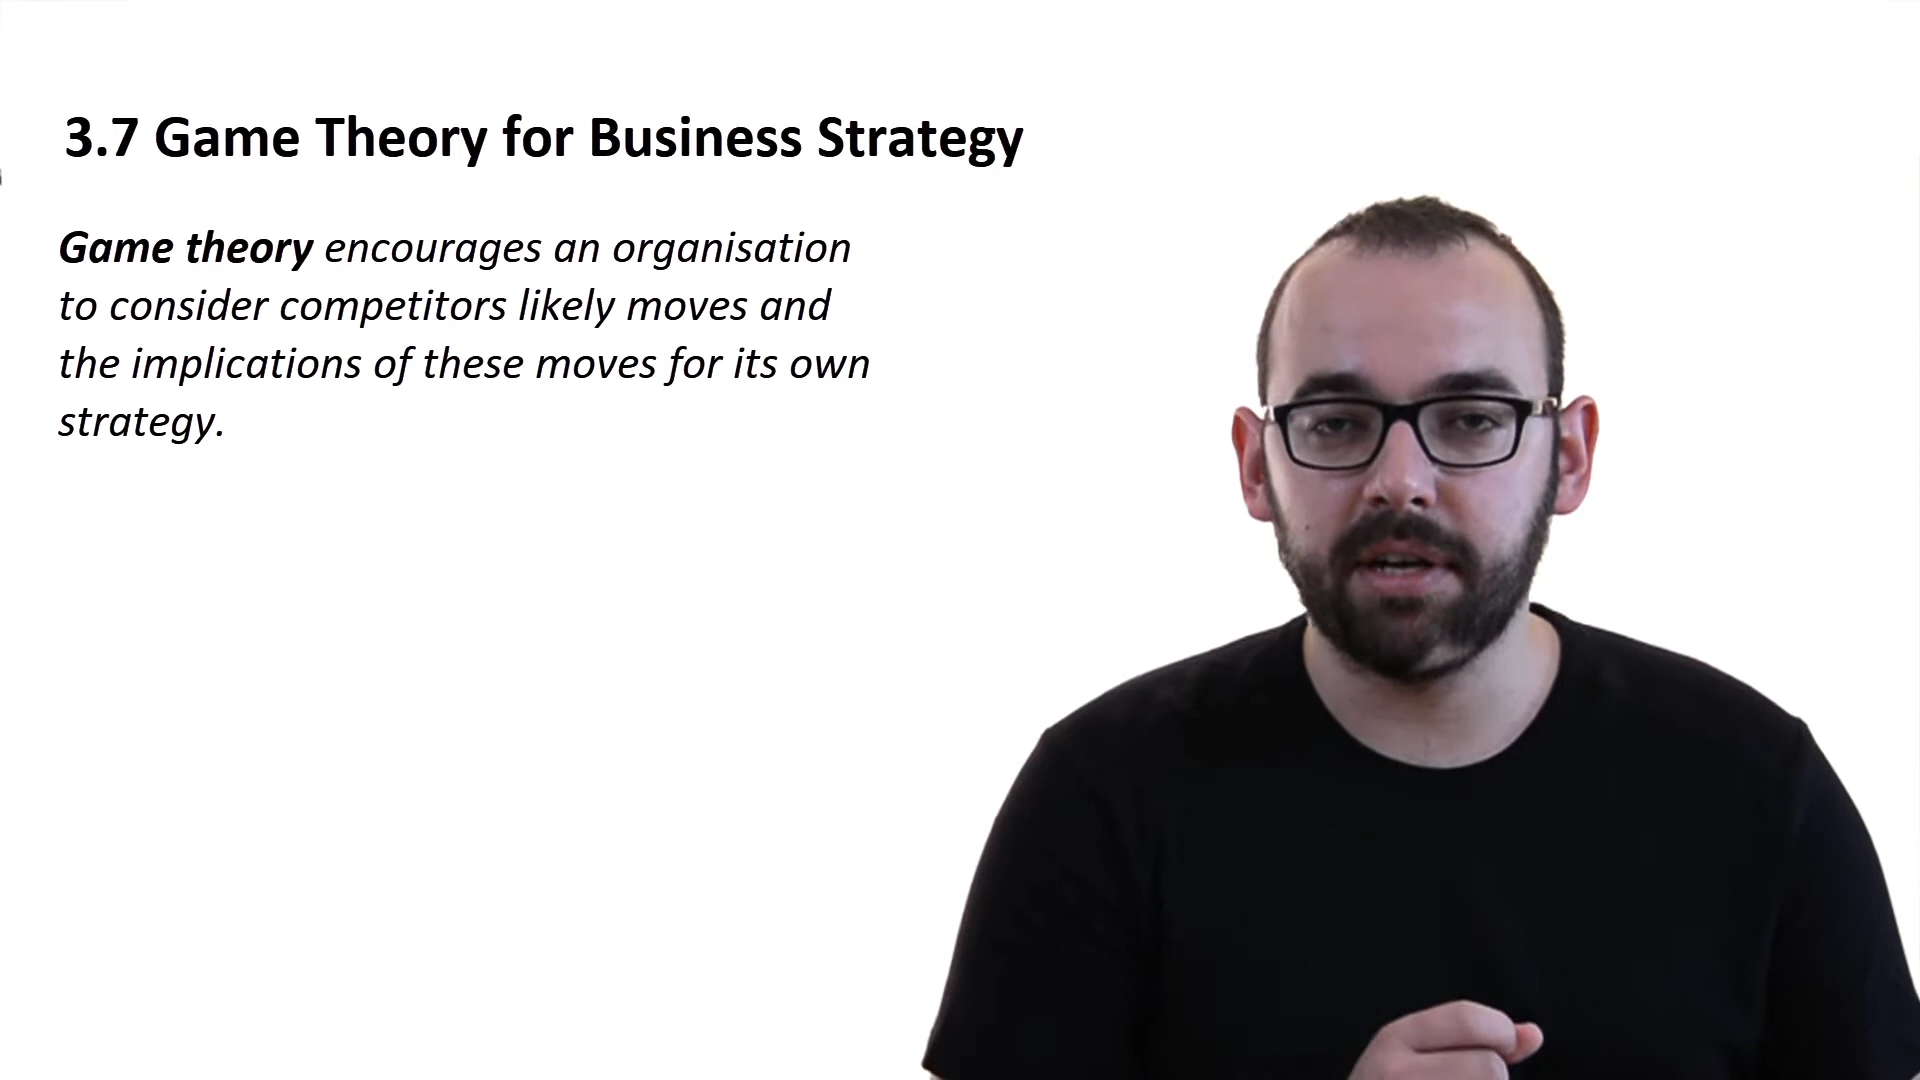 3.7 Game Theory for Business Strategy
Game theory encourages an organisation
to consider competitors likely moves and
the implications of these moves for its own
strategy.